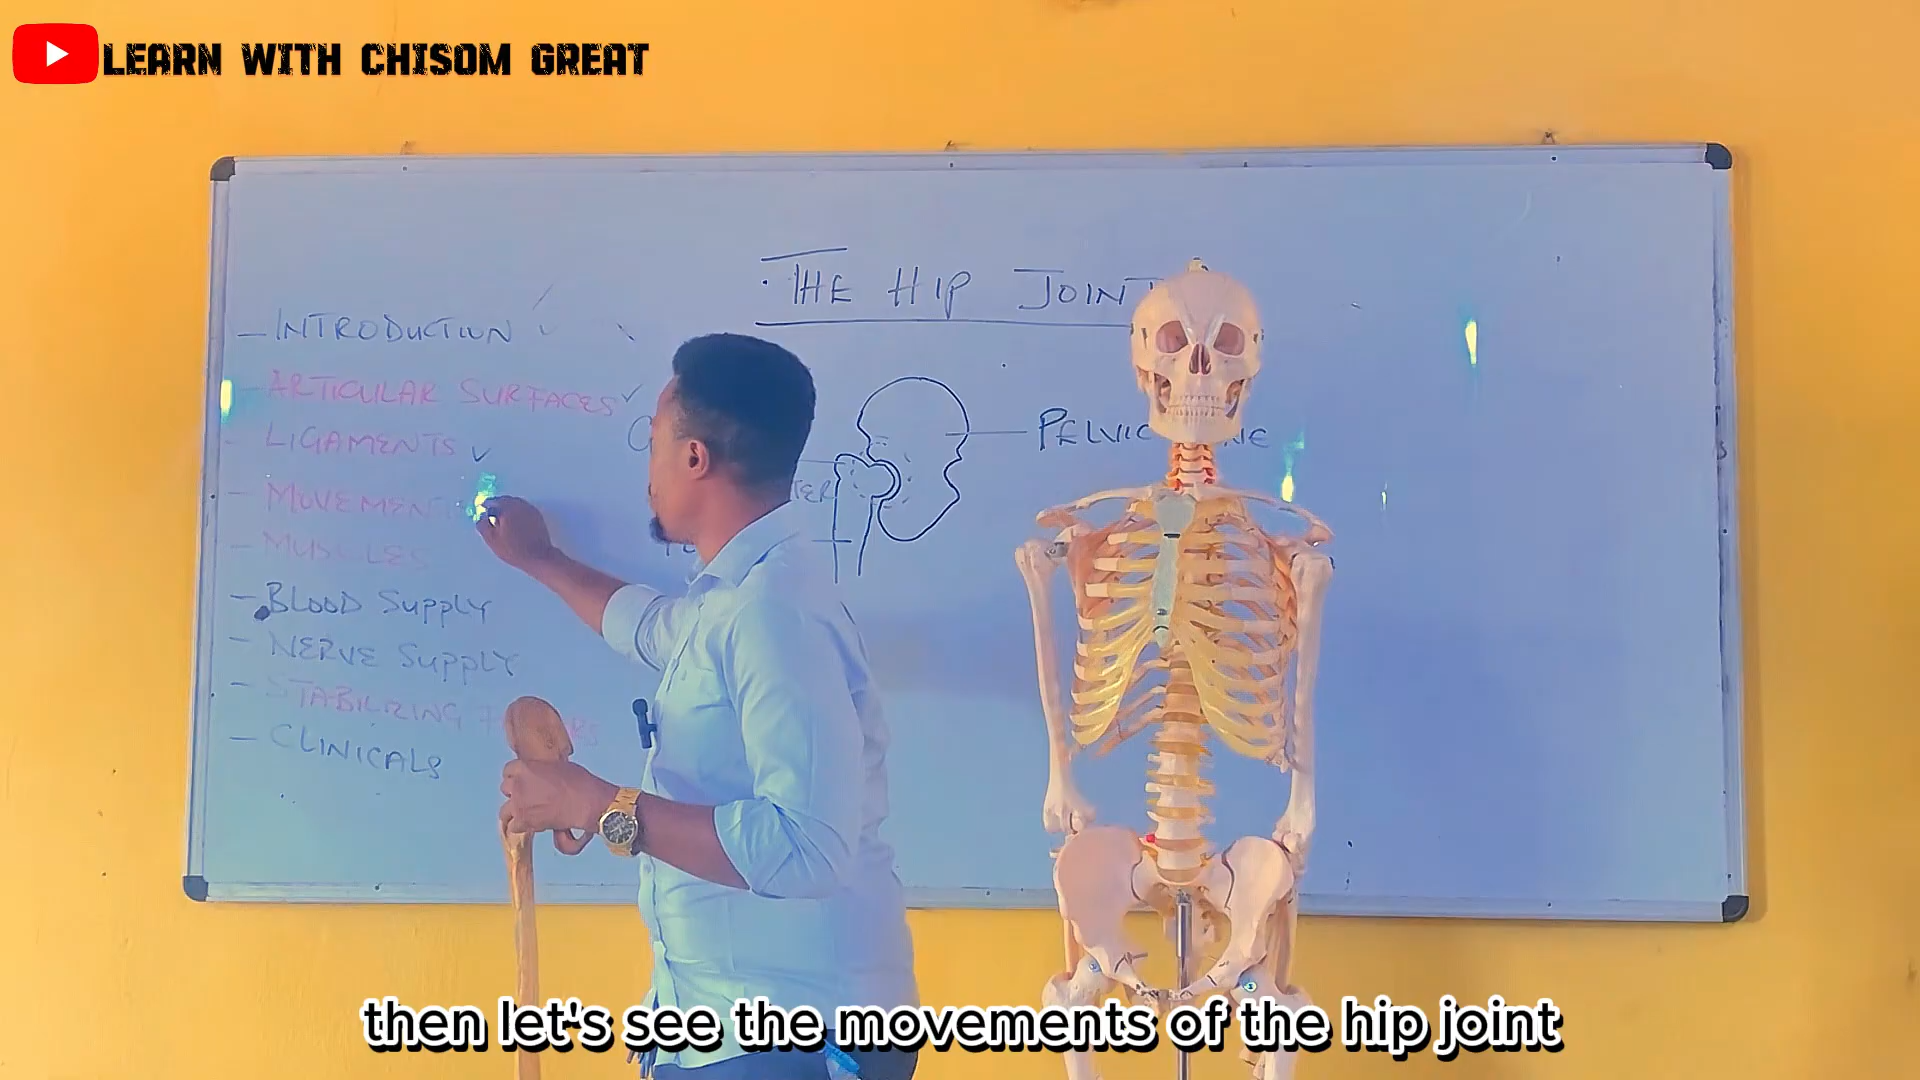 LEARN WITH CHISOM GREAT
THE HIP JOINT
- INTRODUCTION
- ARTICULAR SURFACES ✓
- LIGAMENTS ✓
PELVIC
- MOVEMEN
- MUSCLES
- BLOOD SUPPLY
- NERVE SUPPLY
- STABILIZING
- CLINICALS
then let's see the movements of the hip joint